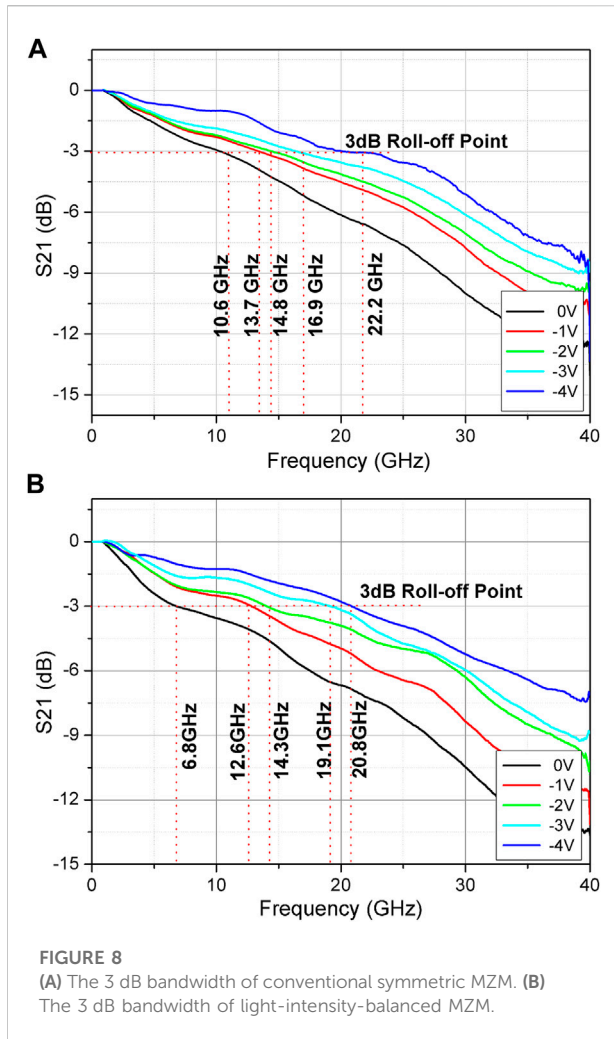 A
0
-3
-6
-9
-12
-15
S21 (dB)
3dB Roll-off Point
10.6 GHz
13.7 GHz
14.8 GHz
16.9 GHz
22.2 GHz
0V
-1V
-2V
-3V
-4V
0 10 20 30 40
Frequency (GHz)
B
0
-3
-6
-9
-12
-15
S21 (dB)
3dB Roll-off Point
6.8GHz
12.6GHz
14.3GHz
19.1GHz
20.8GHz
0V
-1V
-2V
-3V
-4V
0 10 20 30 40
Frequency (GHz)
FIGURE 8
(A) The 3 dB bandwidth of conventional symmetric MZM. (B)
The 3 dB bandwidth of light-intensity-balanced MZM.